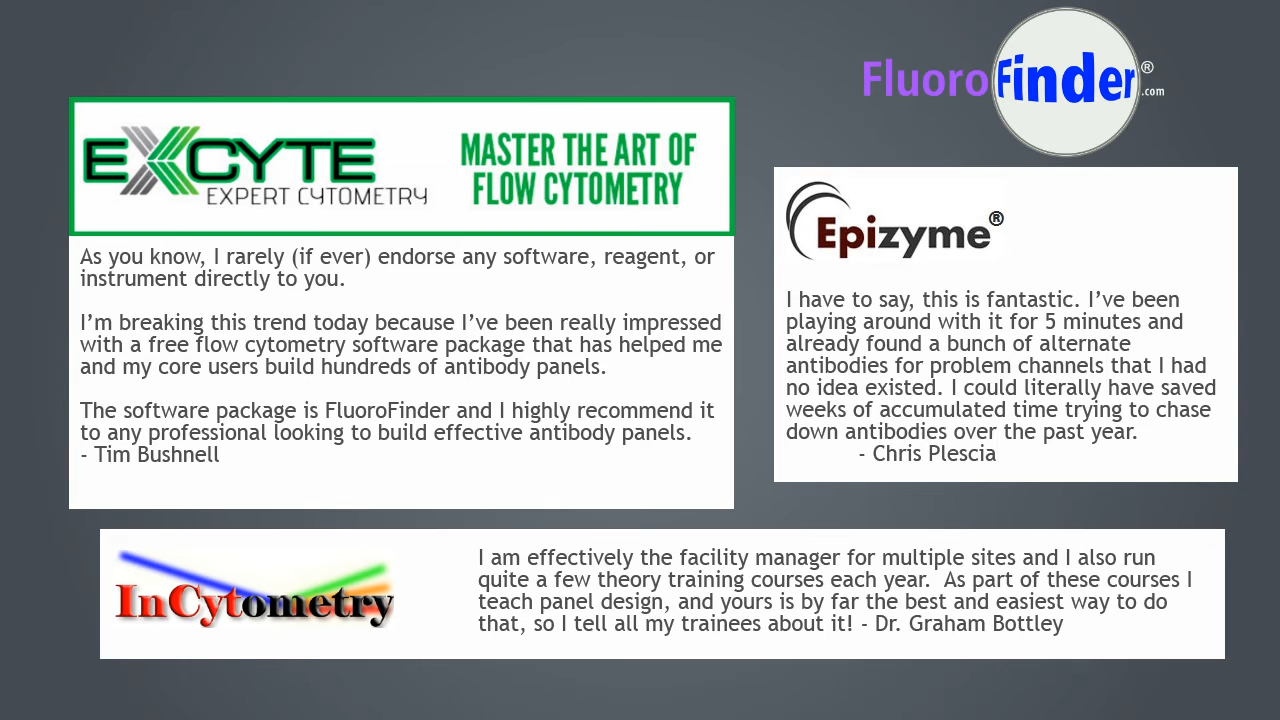 FluoroFinder®.com
EXCYTE
EXPERT CYTOMETRY
MASTER THE ART OF
FLOW CYTOMETRY
As you know, I rarely (if ever) endorse any software, reagent, or
instrument directly to you.
I’m breaking this trend today because I’ve been really impressed
with a free flow cytometry software package that has helped me
and my core users build hundreds of antibody panels.
The software package is FluoroFinder and I highly recommend it
to any professional looking to build effective antibody panels.
- Tim Bushnell
Epizyme®
I have to say, this is fantastic. I’ve been
playing around with it for 5 minutes and
already found a bunch of alternate
antibodies for problem channels that I had
no idea existed. I could literally have saved
weeks of accumulated time trying to chase
down antibodies over the past year.
- Chris Plescia
InCytometry
I am effectively the facility manager for multiple sites and I also run
quite a few theory training courses each year.  As part of these courses I
teach panel design, and yours is by far the best and easiest way to do
that, so I tell all my trainees about it! - Dr. Graham Bottley